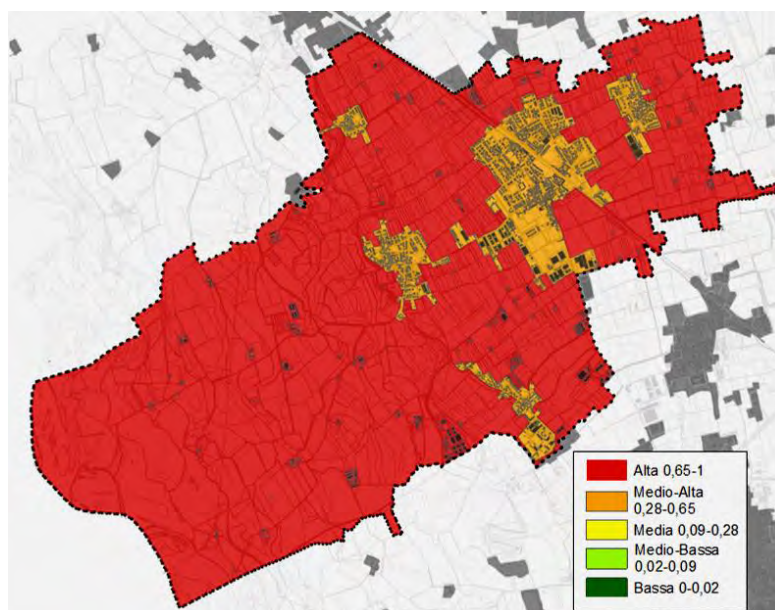 Alta 0,65-1
Medio-Alta
0,28-0,65
Media 0,09-0,28
Medio-Bassa
0,02-0,09
Bassa 0-0,02